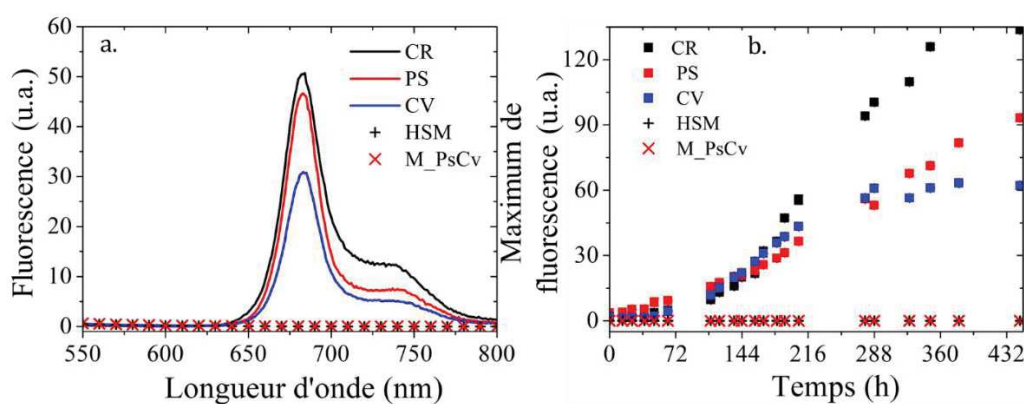 a.
Fluorescence (u.a.)
60
50
40
30
20
10
0
CR
PS
CV
HSM
M_PsCv
550
600
650
700
750
800
Longueur d'onde (nm)
b.
Maximum de
fluorescence (u.a.)
120
90
60
30
0
CR
PS
CV
HSM
M_PsCv
0
72
144
216
288
360
432
Temps (h)